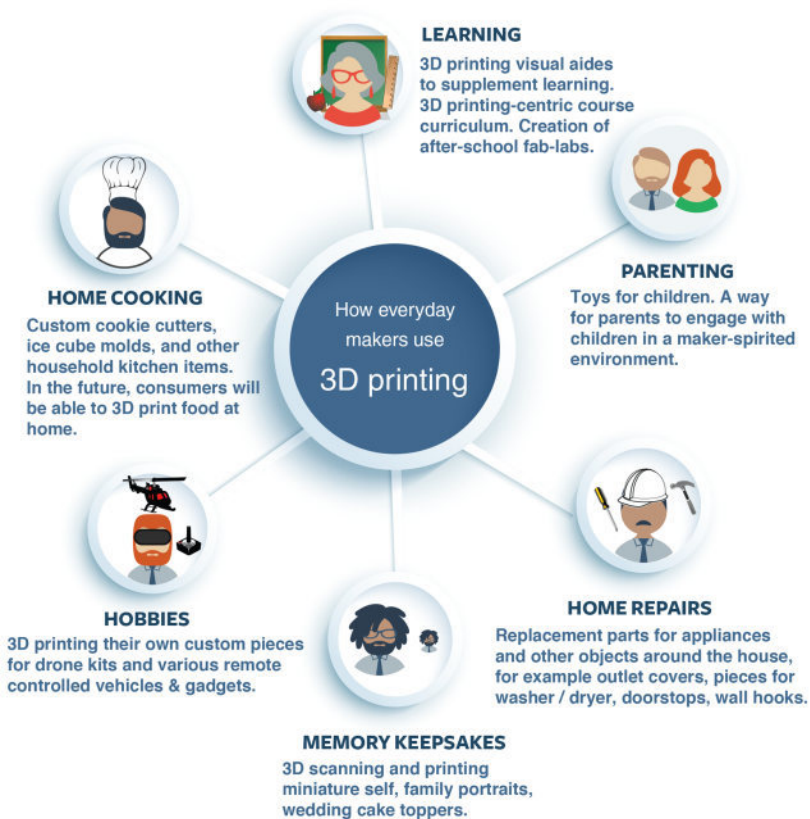 LEARNING
3D printing visual aides
to supplement learning.
3D printing-centric course
curriculum. Creation of
after-school fab-labs.
PARENTING
Toys for children. A way
for parents to engage with
children in a maker-spirited
environment.
HOME COOKING
Custom cookie cutters,
ice cube molds, and other
household kitchen items.
In the future, consumers will
be able to 3D print food at
home.
How everyday
makers use
3D printing
HOBBIES
3D printing their own custom pieces
for drone kits and various remote
controlled vehicles & gadgets.
HOME REPAIRS
Replacement parts for appliances
and other objects around the house,
for example outlet covers, pieces for
washer / dryer, doorstops, wall hooks.
MEMORY KEEPSAKES
3D scanning and printing
miniature self, family portraits,
wedding cake toppers.